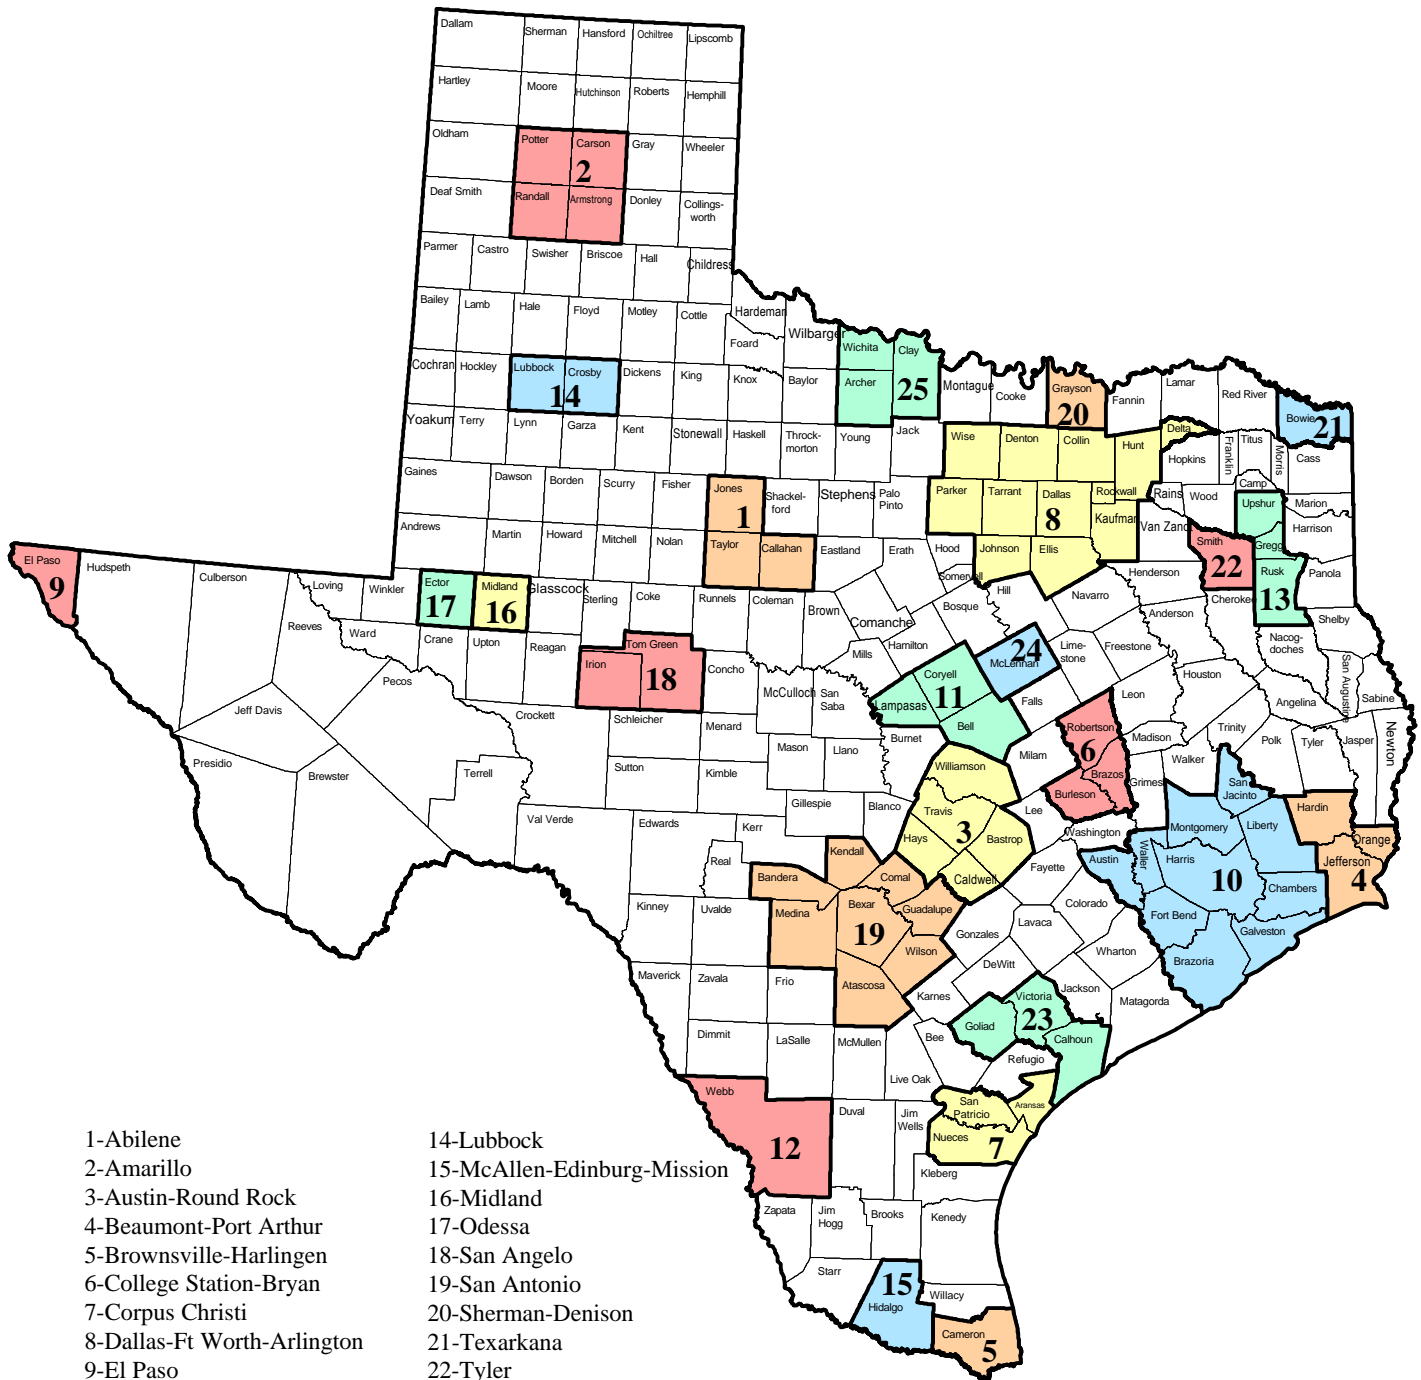 Dallam
Sherman
Hansford
Ochiltree
Lipscomb
Hartley
Moore
Hutchinson
Roberts
Hemphill
Oldham
Potter
Carson
Gray
Wheeler
2
Deaf Smith
Randall
Armstrong
Donley
Collings-
worth
Parmer
Castro
Swisher
Briscoe
Hall
Childress
Bailey
Lamb
Hale
Floyd
Motley
Cottle
Hardeman
Foard
Wilbarger
Wichita
Clay
Cochran
Hockley
Lubbock
Crosby
Dickens
King
Knox
Baylor
Archer
25
Montague
Cooke
Grayson
20
Fannin
Lamar
Red River
Bowie
21
14
Yoakum
Terry
Lynn
Garza
Kent
Stonewall
Haskell
Throck-
morton
Young
Jack
Wise
Denton
Collin
Hunt
Delta
Hopkins
Franklin
Titus
Morris
Cass
Camp
Gaines
Dawson
Borden
Scurry
Fisher
Jones
1
Shackel-
ford
Stephens
Palo
Pinto
Parker
Tarrant
Dallas
8
Rockwall
Kaufman
Rains
Wood
Upshur
Marion
Van Zand
Harrison
Andrews
Martin
Howard
Mitchell
Nolan
Taylor
Callahan
Eastland
Erath
Hood
Somervell
Johnson
Ellis
Henderson
Smith
22
Gregg
Rusk
13
Panola
El Paso
9
Hudspeth
Culberson
Loving
Winkler
Ector
17
Midland
16
Glasscock
Sterling
Coke
Runnels
Coleman
Brown
Comanche
Bosque
Hill
Navarro
Anderson
Cherokee
Shelby
Reeves
Ward
Crane
Upton
Reagan
Irion
Tom Green
18
Concho
McCulloch
San
Saba
Mills
Hamilton
Coryell
11
Lampasas
Bell
McLennan
24
Lime-
stone
Freestone
Falls
Leon
Houston
Nacog-
doches
San Augustine
Sabine
Angelina
Pecos
Jeff Davis
Crockett
Schleicher
Menard
Burnet
Milam
Robertson
6
Brazos
Burleson
Madison
Walker
Trinity
Polk
Tyler
Jasper
Newton
Presidio
Brewster
Terrell
Sutton
Kimble
Mason
Llano
Williamson
Grimes
San
Jacinto
Val Verde
Edwards
Kerr
Gillespie
Blanco
Travis
Hays
3
Bastrop
Caldwell
Lee
Washington
Montgomery
Liberty
Hardin
Orange
Jefferson
4
Real
Kendall
Bandera
Comal
Fayette
Austin
Waller
Harris
10
Chambers
Kinney
Uvalde
Medina
Bexar
19
Guadalupe
Wilson
Gonzales
Lavaca
Colorado
Fort Bend
Galveston
Brazoria
Wharton
Maverick
Zavala
Frio
Atascosa
Karnes
DeWitt
Jackson
Matagorda
Victoria
23
Goliad
Calhoun
Dimmit
LaSalle
McMullen
Live Oak
Bee
Refugio
Webb
12
Duval
Jim
Wells
San
Patricio
Aransas
Nueces
7
Kleberg
Zapata
Jim
Hogg
Brooks
Kenedy
Starr
15
Hidalgo
Willacy
Cameron
5
1-Abilene
2-Amarillo
3-Austin-Round Rock
4-Beaumont-Port Arthur
5-Brownsville-Harlingen
6-College Station-Bryan
7-Corpus Christi
8-Dallas-Ft Worth-Arlington
9-El Paso
14-Lubbock
15-McAllen-Edinburg-Mission
16-Midland
17-Odessa
18-San Angelo
19-San Antonio
20-Sherman-Denison
21-Texarkana
22-Tyler